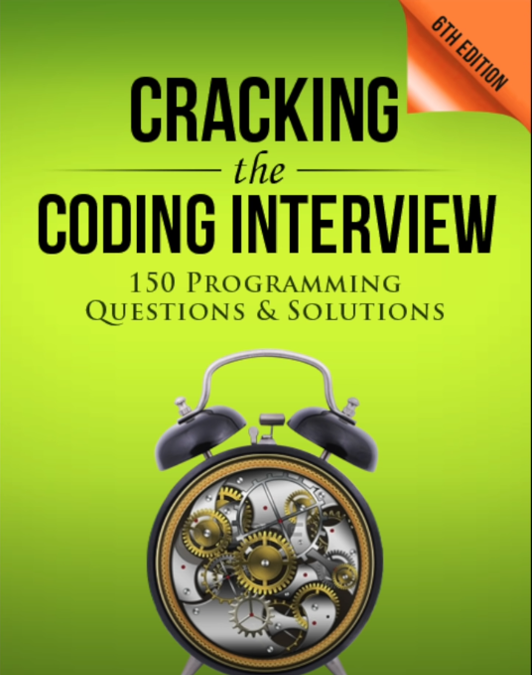 6TH EDITION
CRACKING
the
CODING INTERVIEW
150 PROGRAMMING
QUESTIONS & SOLUTIONS